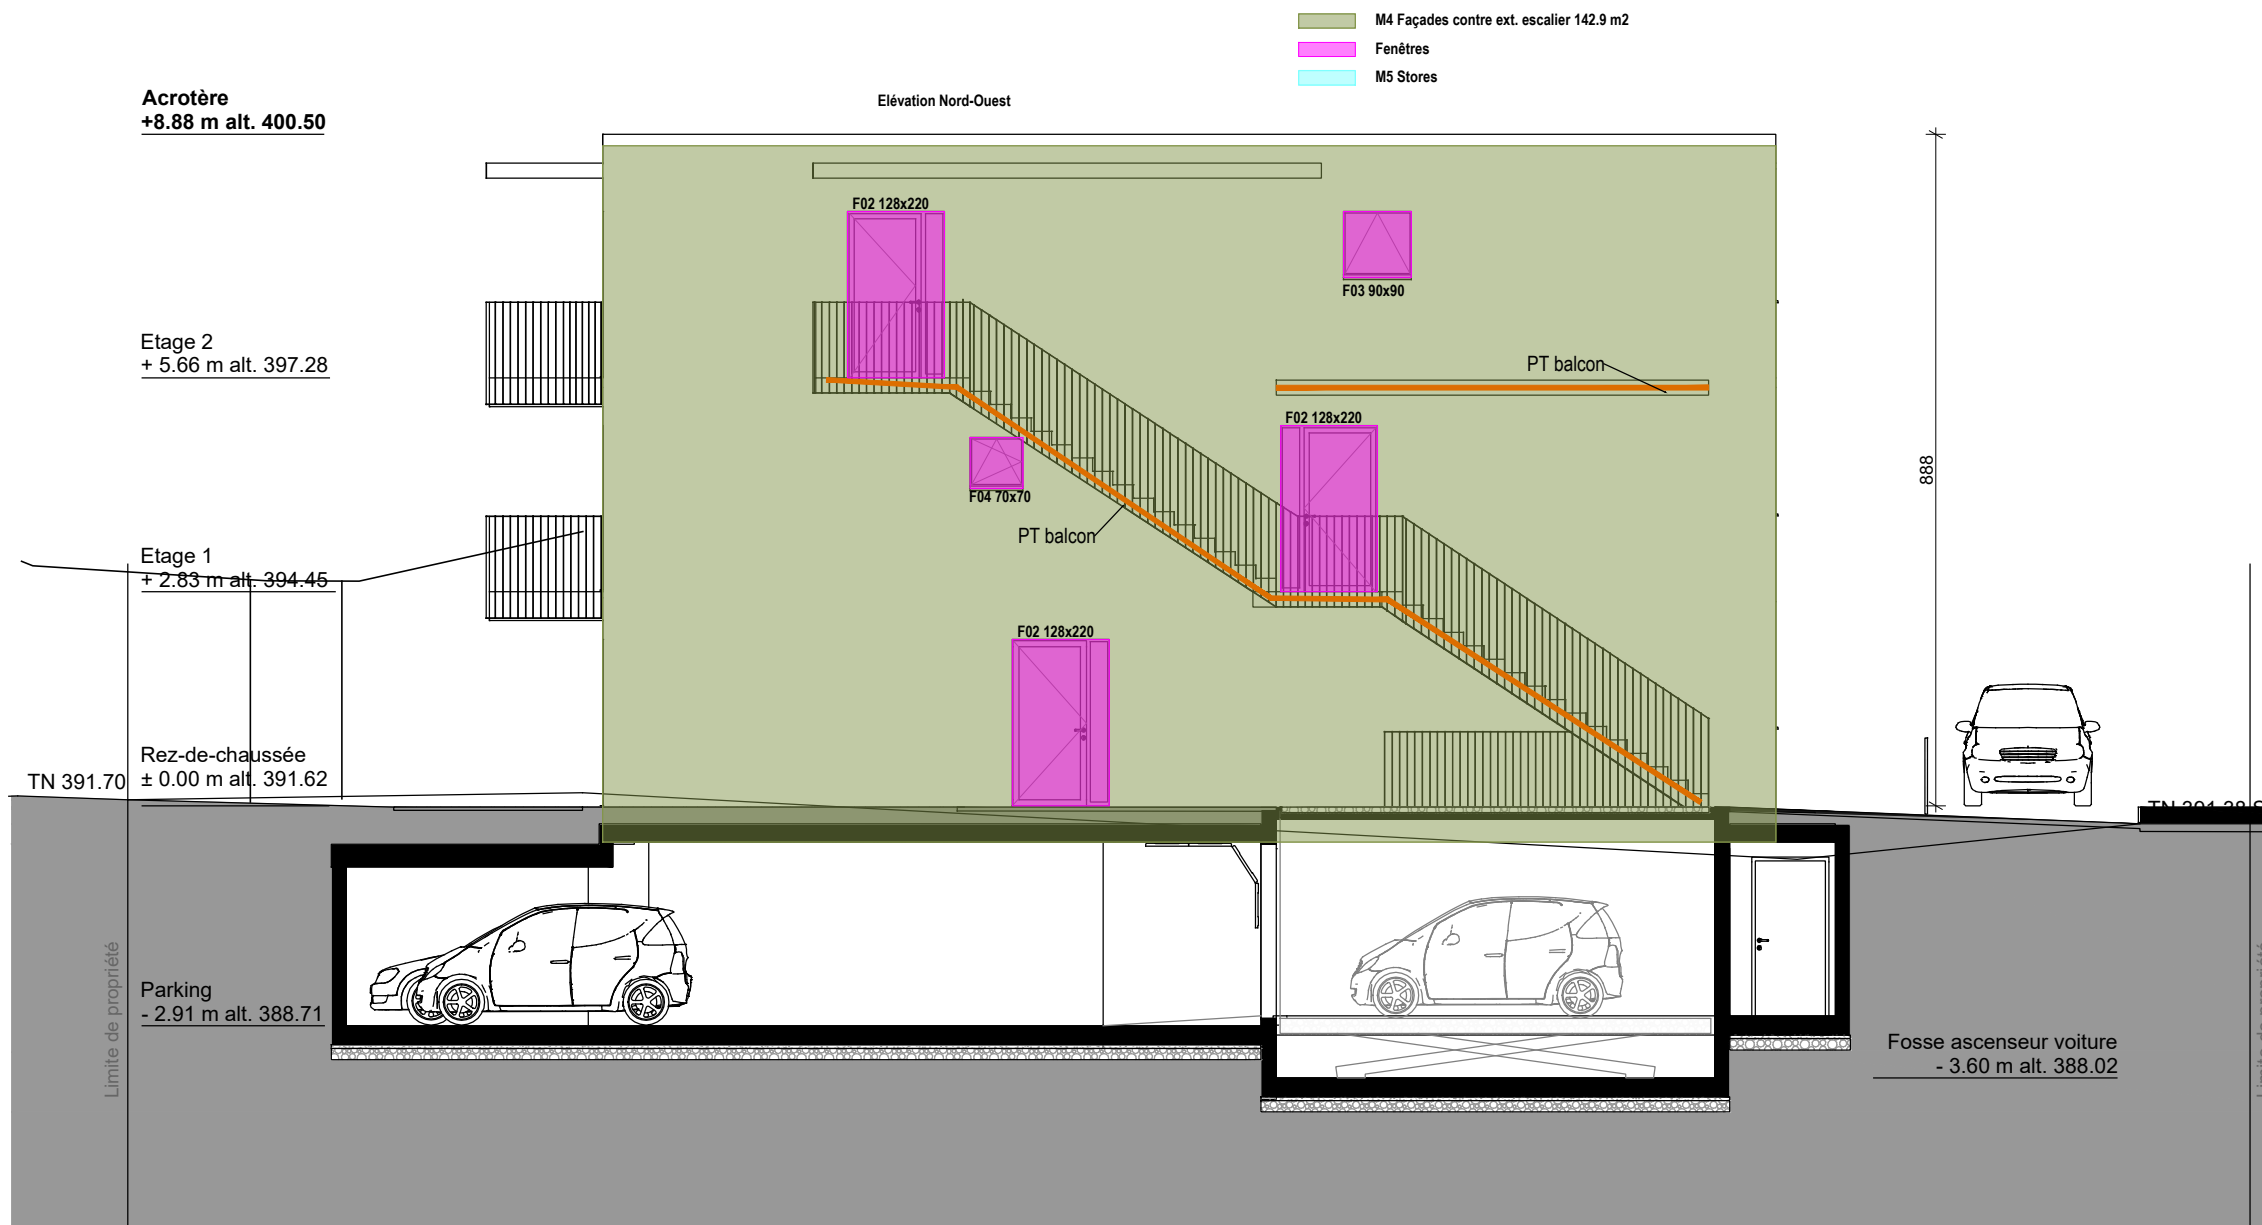 M4 Façades contre ext. escalier 142.9 m2
Fenêtres
M5 Stores
Elévation Nord-Ouest
Acrotère
+8.88 m alt. 400.50
F02 128x220
F03 90x90
Etage 2
+ 5.66 m alt. 397.28
PT balcon
F02 128x220
F04 70x70
888
PT balcon
Etage 1
+ 2.83 m alt. 394.45
F02 128x220
Rez-de-chaussée
± 0.00 m alt. 391.62
TN 391.70
TN 391.38
Limite de propriété
Parking
- 2.91 m alt. 388.71
Fosse ascenseur voiture
- 3.60 m alt. 388.02